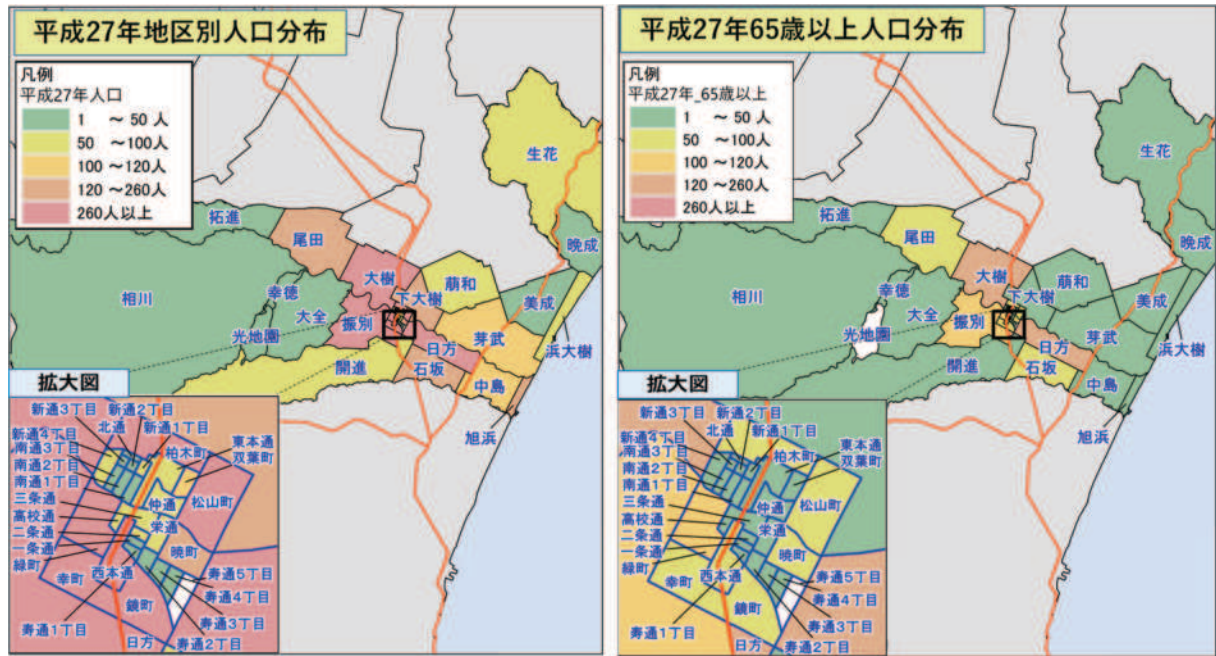 平成27年地区別人口分布
凡例
平成27年人口
1 ～ 50 人
50 ～100人
100 ～120人
120 ～260人
260人以上
生花
拓進
晩成
尾田
大樹
萠和
相川
幸徳
下大樹
美成
大全
振別
芽武
光地園
日方
浜大樹
開進
石坂
中島
旭浜
拡大図
新通3丁目
新通2丁目
北通
新通1丁目
新通4丁目
南通3丁目
南通2丁目
南通1丁目
東本通
柏木町
双葉町
三条通
仲通
松山町
高校通
栄通
二条通
一条通
暁町
緑町
西本通
幸町
寿通5丁目
鏡町
寿通4丁目
寿通3丁目
寿通1丁目
日方
寿通2丁目
平成27年65歳以上人口分布
凡例
平成27年_65歳以上
1 ～ 50 人
50 ～100人
100 ～120人
120 ～260人
260人以上
生花
拓進
晩成
尾田
大樹
萠和
相川
幸徳
下大樹
美成
大全
振別
芽武
光地園
日方
浜大樹
開進
石坂
中島
旭浜
拡大図
新通3丁目
新通2丁目
北通
新通1丁目
新通4丁目
南通3丁目
南通2丁目
南通1丁目
東本通
柏木町
双葉町
三条通
仲通
松山町
高校通
栄通
二条通
一条通
暁町
緑町
西本通
幸町
寿通5丁目
鏡町
寿通4丁目
寿通3丁目
寿通1丁目
日方
寿通2丁目